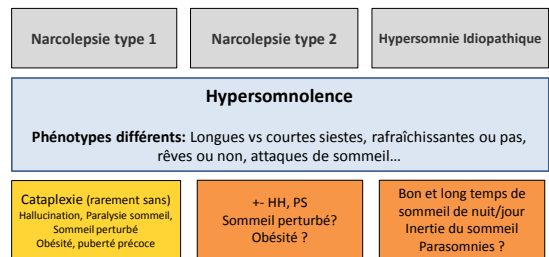 Narcolepsie type 1
Narcolepsie type 2
Hypersomnie Idiopathique
Hypersomnolence
Phénotypes différents: Longues vs courtes siestes, rafraîchissantes ou pas,
rêves ou non, attaques de sommeil...
Cataplexie (rarement sans)
Hallucination, Paralysie sommeil,
Sommeil perturbé
Obésité, puberté précoce
+- HH, PS
Sommeil perturbé?
Obésité ?
Bon et long temps de
sommeil de nuit/jour
Inertie du sommeil
Parasomnies ?